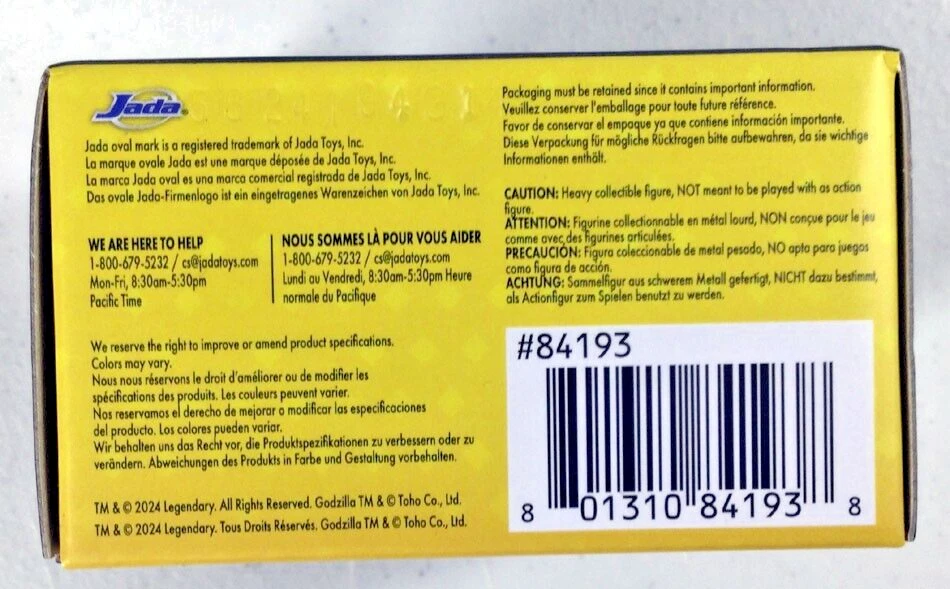 Jada
Jada oval mark is a registered trademark of Jada Toys, Inc.
La marque ovale Jada est une marque déposée de Jada Toys, Inc.
La marca Jada oval es una marca comercial registrada de Jada Toys, Inc.
Das ovale Jada-Firmenlogo ist ein eingetragenes Warenzeichen von Jada Toys, Inc.
WE ARE HERE TO HELP
1-800-679-5232 / cs@jadatoys.com
Mon-Fri, 8:30am-5:30pm
Pacific Time
NOUS SOMMES LÀ POUR VOUS AIDER
1-800-679-5232 / cs@jadatoys.com
Lundi au Vendredi, 8:30am-5:30pm Heure
normale du Pacifique
We reserve the right to improve or amend product specifications.
Colors may vary.
Nous nous réservons le droit d'améliorer ou de modifier les
spécifications des produits. Les couleurs peuvent varier.
Nos reservamos el derecho de mejorar o modificar las especificaciones
del producto. Los colores pueden variar.
Wir behalten uns das Recht vor, die Produktspezifikationen zu verbessern oder zu
verändern. Abweichungen des Produkts in Farbe und Gestaltung vorbehalten.
TM & © 2024 Legendary. All Rights Reserved. Godzilla TM & © Toho Co., Ltd.
TM & © 2024 Legendary. Tous Droits Réservés. Godzilla TM & © Toho Co., Ltd.
Packaging must be retained since it contains important information.
Veuillez conserver l'emballage pour toute future référence.
Favor de conservar el empaque ya que contiene información importante.
Diese Verpackung für mögliche Rückfragen bitte aufbewahren, da sie wichtige
Informationen enthält.
CAUTION: Heavy collectible figure, NOT meant to be played with as action
figure.
ATTENTION: Figurine collectionnable en métal lourd, NON conçue pour le jeu
comme avec des figurines articulées.
PRECAUCIÓN: Figura coleccionable de metal pesado, NO apta para juegos
como figura de acción.
ACHTUNG: Sammelfigur aus schwerem Metall gefertigt, NICHT dazu bestimmt,
als Actionfigur zum Spielen benutzt zu werden.
#84193
8 01310 84193 8